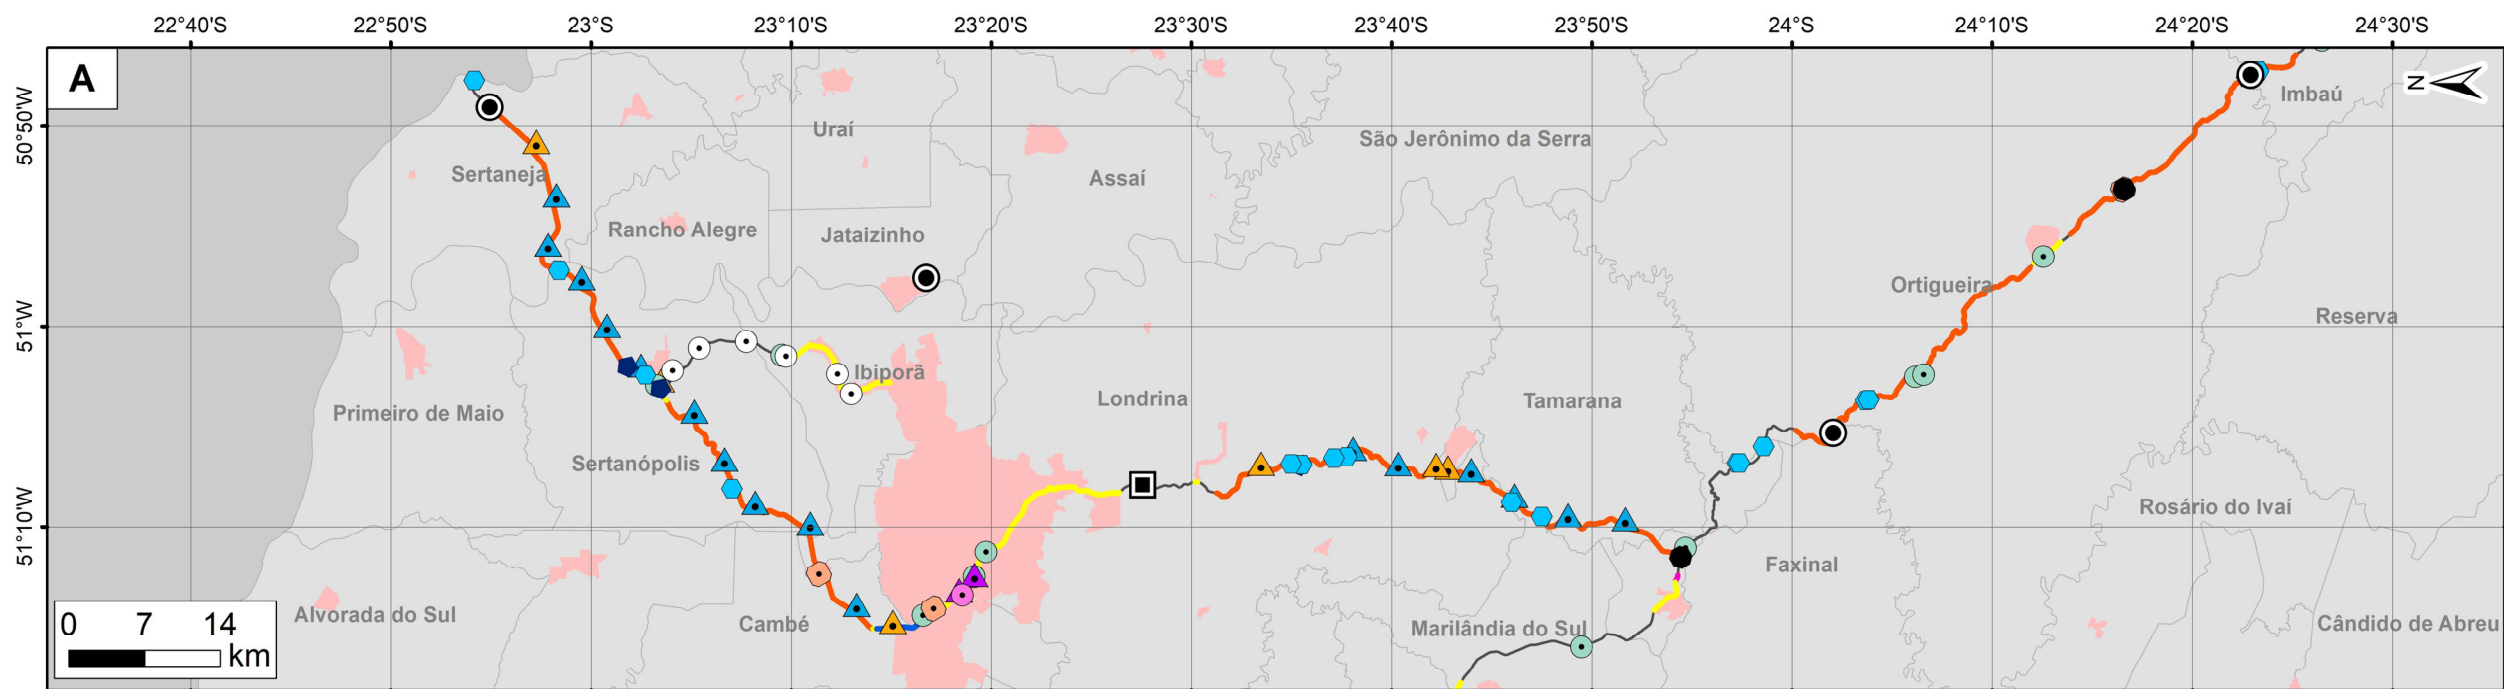 22°40'S 22°50'S 23°S 23°10'S 23°20'S 23°30'S 23°40'S 23°50'S 24°S 24°10'S 24°20'S 24°30'S
A
N
50°50'W
51°W
51°10'W
Imbaú
Uraí
São Jerônimo da Serra
Sertaneja
Assaí
Rancho Alegre
Jataizinho
Ortigueira
Reserva
Ibiporã
Londrina
Tamarana
Primeiro de Maio
Sertanópolis
Rosário do Ivaí
Faxinal
Alvorada do Sul
Cambé
Marilândia do Sul
Cândido de Abreu
0 7 14
km